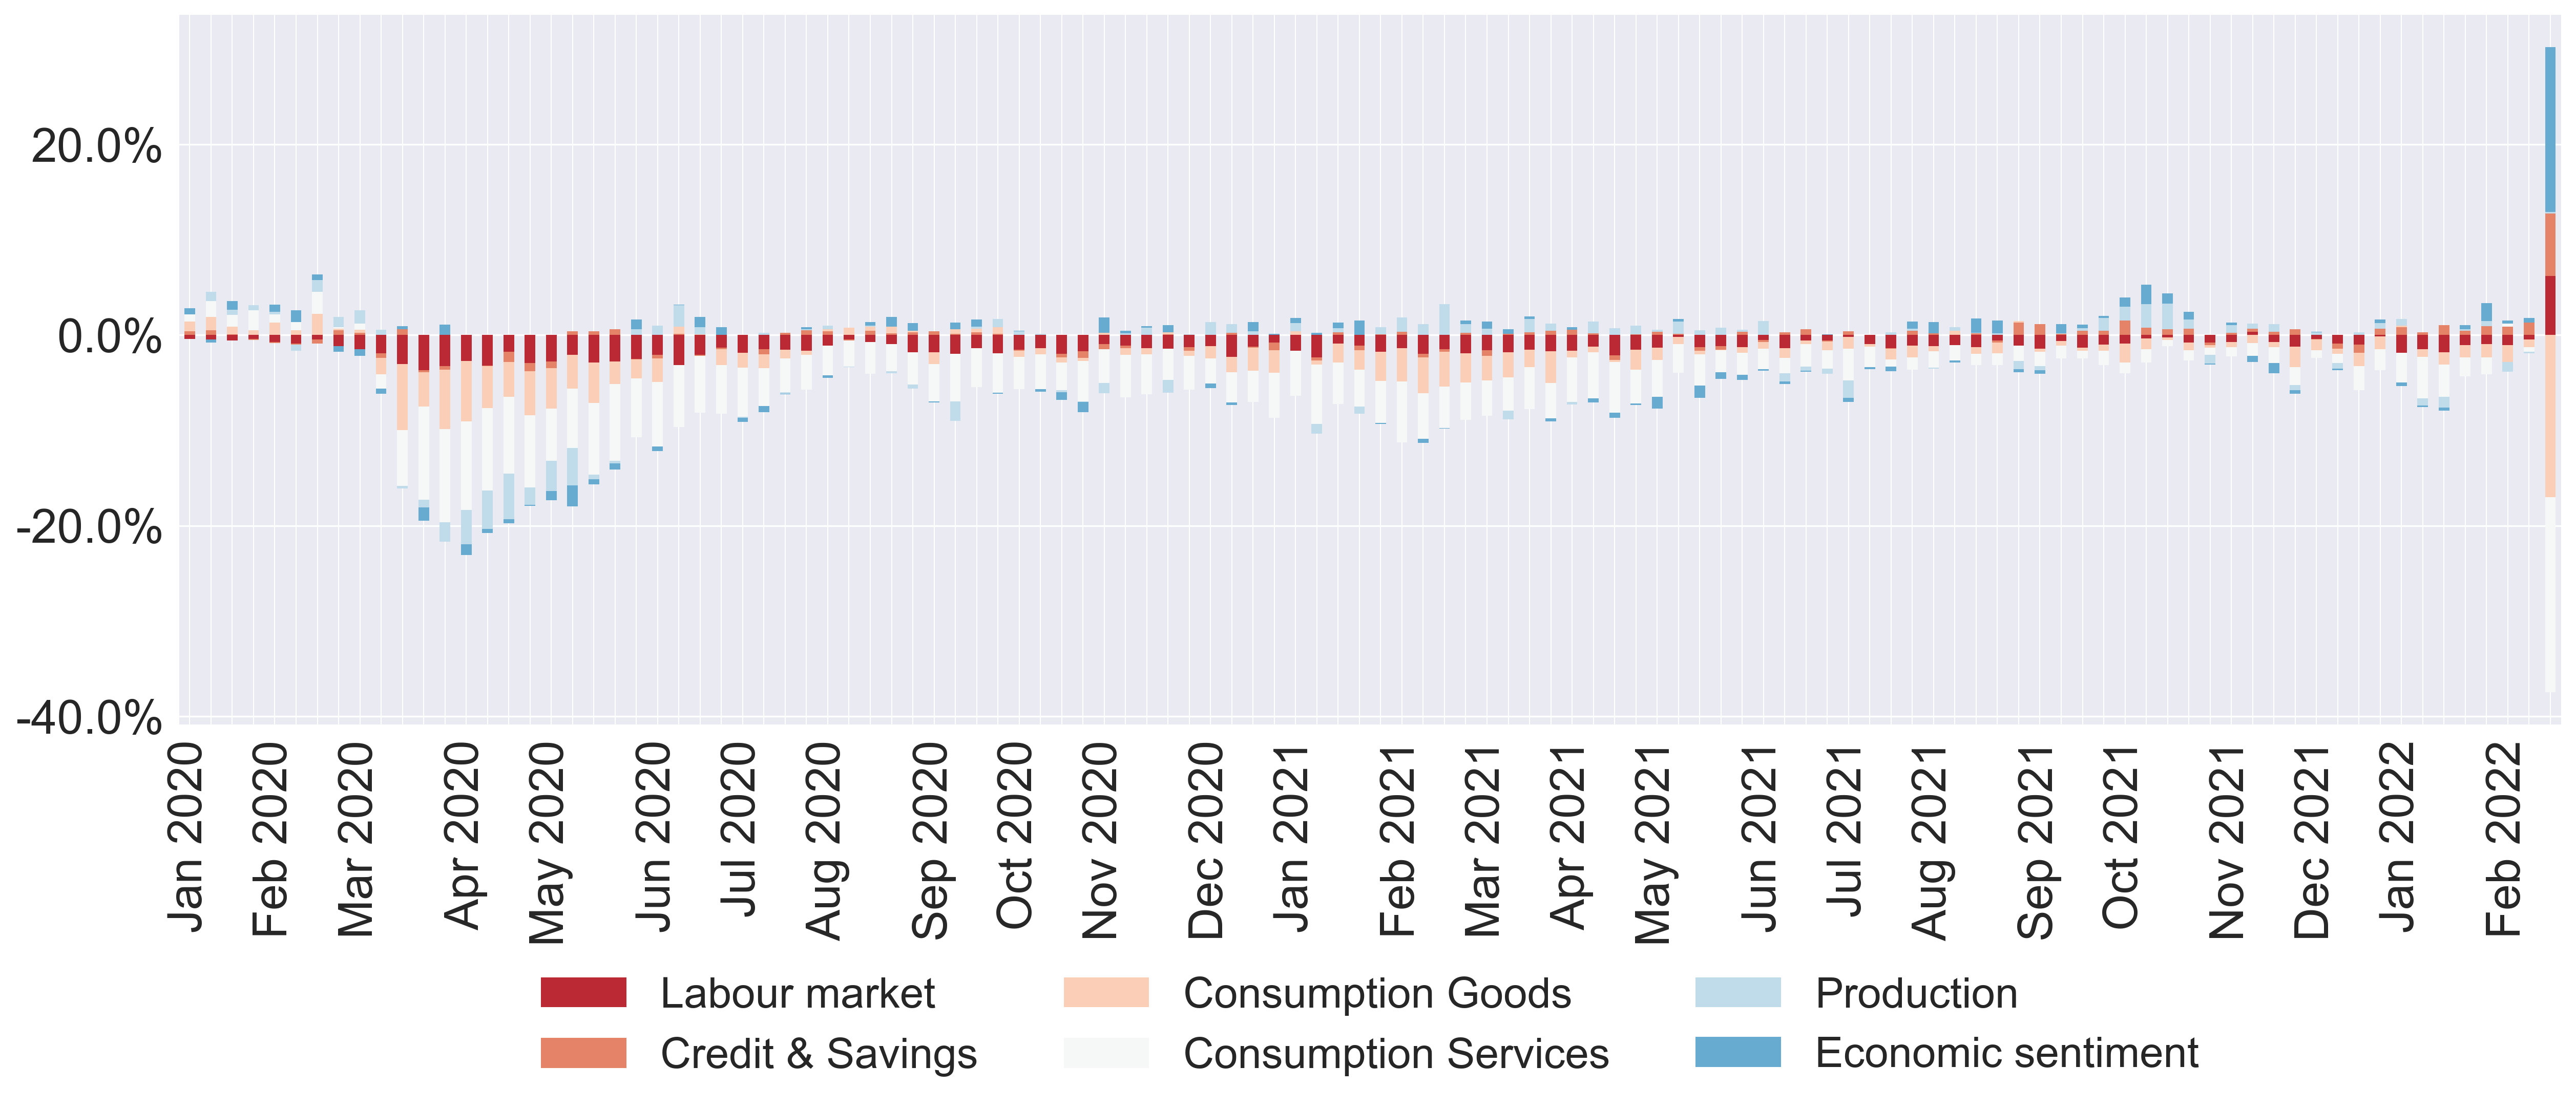 20.0%
0.0%
-20.0%
-40.0%
Jan 2020
Feb 2020
Mar 2020
Apr 2020
May 2020
Jun 2020
Jul 2020
Aug 2020
Sep 2020
Oct 2020
Nov 2020
Dec 2020
Jan 2021
Feb 2021
Mar 2021
Apr 2021
May 2021
Jun 2021
Jul 2021
Aug 2021
Sep 2021
Oct 2021
Nov 2021
Dec 2021
Jan 2022
Feb 2022
Labour market
Credit & Savings
Consumption Goods
Consumption Services
Production
Economic sentiment